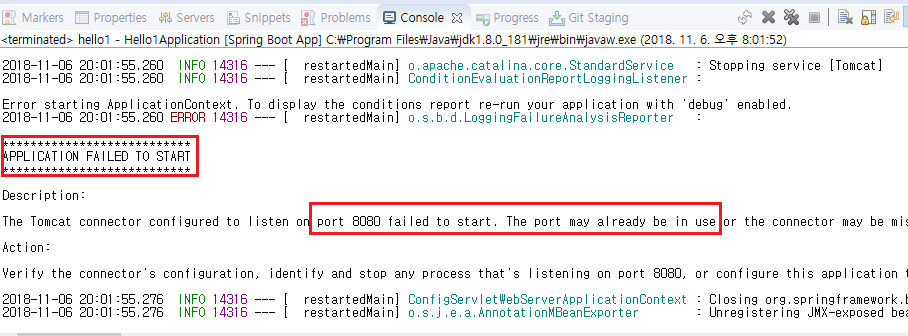 Markers Properties Servers Snippets Problems Console Progress Git Staging
<terminated> hello1 - Hello1Application [Spring Boot App] C:₩Program Files₩Java₩jdk1.8.0_181₩jre₩bin₩javaw.exe (2018. 11. 6. 오후 8:01:52)
2018-11-06 20:01:55.260  INFO 14316 --- [  restartedMain] o.apache.catalina.core.StandardService   : Stopping service [Tomcat]
2018-11-06 20:01:55.260  INFO 14316 --- [  restartedMain] ConditionEvaluationReportLoggingListener :
Error starting ApplicationContext. To display the conditions report re-run your application with 'debug' enabled.
2018-11-06 20:01:55.260 ERROR 14316 --- [  restartedMain] o.s.b.d.LoggingFailureAnalysisReporter   :
***************************
APPLICATION FAILED TO START
***************************
Description:
The Tomcat connector configured to listen on port 8080 failed to start. The port may already be in use or the connector may be mis
Action:
Verify the connector's configuration, identify and stop any process that's listening on port 8080, or configure this application t
2018-11-06 20:01:55.276  INFO 14316 --- [  restartedMain] ConfigServletWebServerApplicationContext : Closing org.springframework.b
2018-11-06 20:01:55.276  INFO 14316 --- [  restartedMain] o.s.j.e.a.AnnotationMBeanExporter        : Unregistering JMX-exposed bea